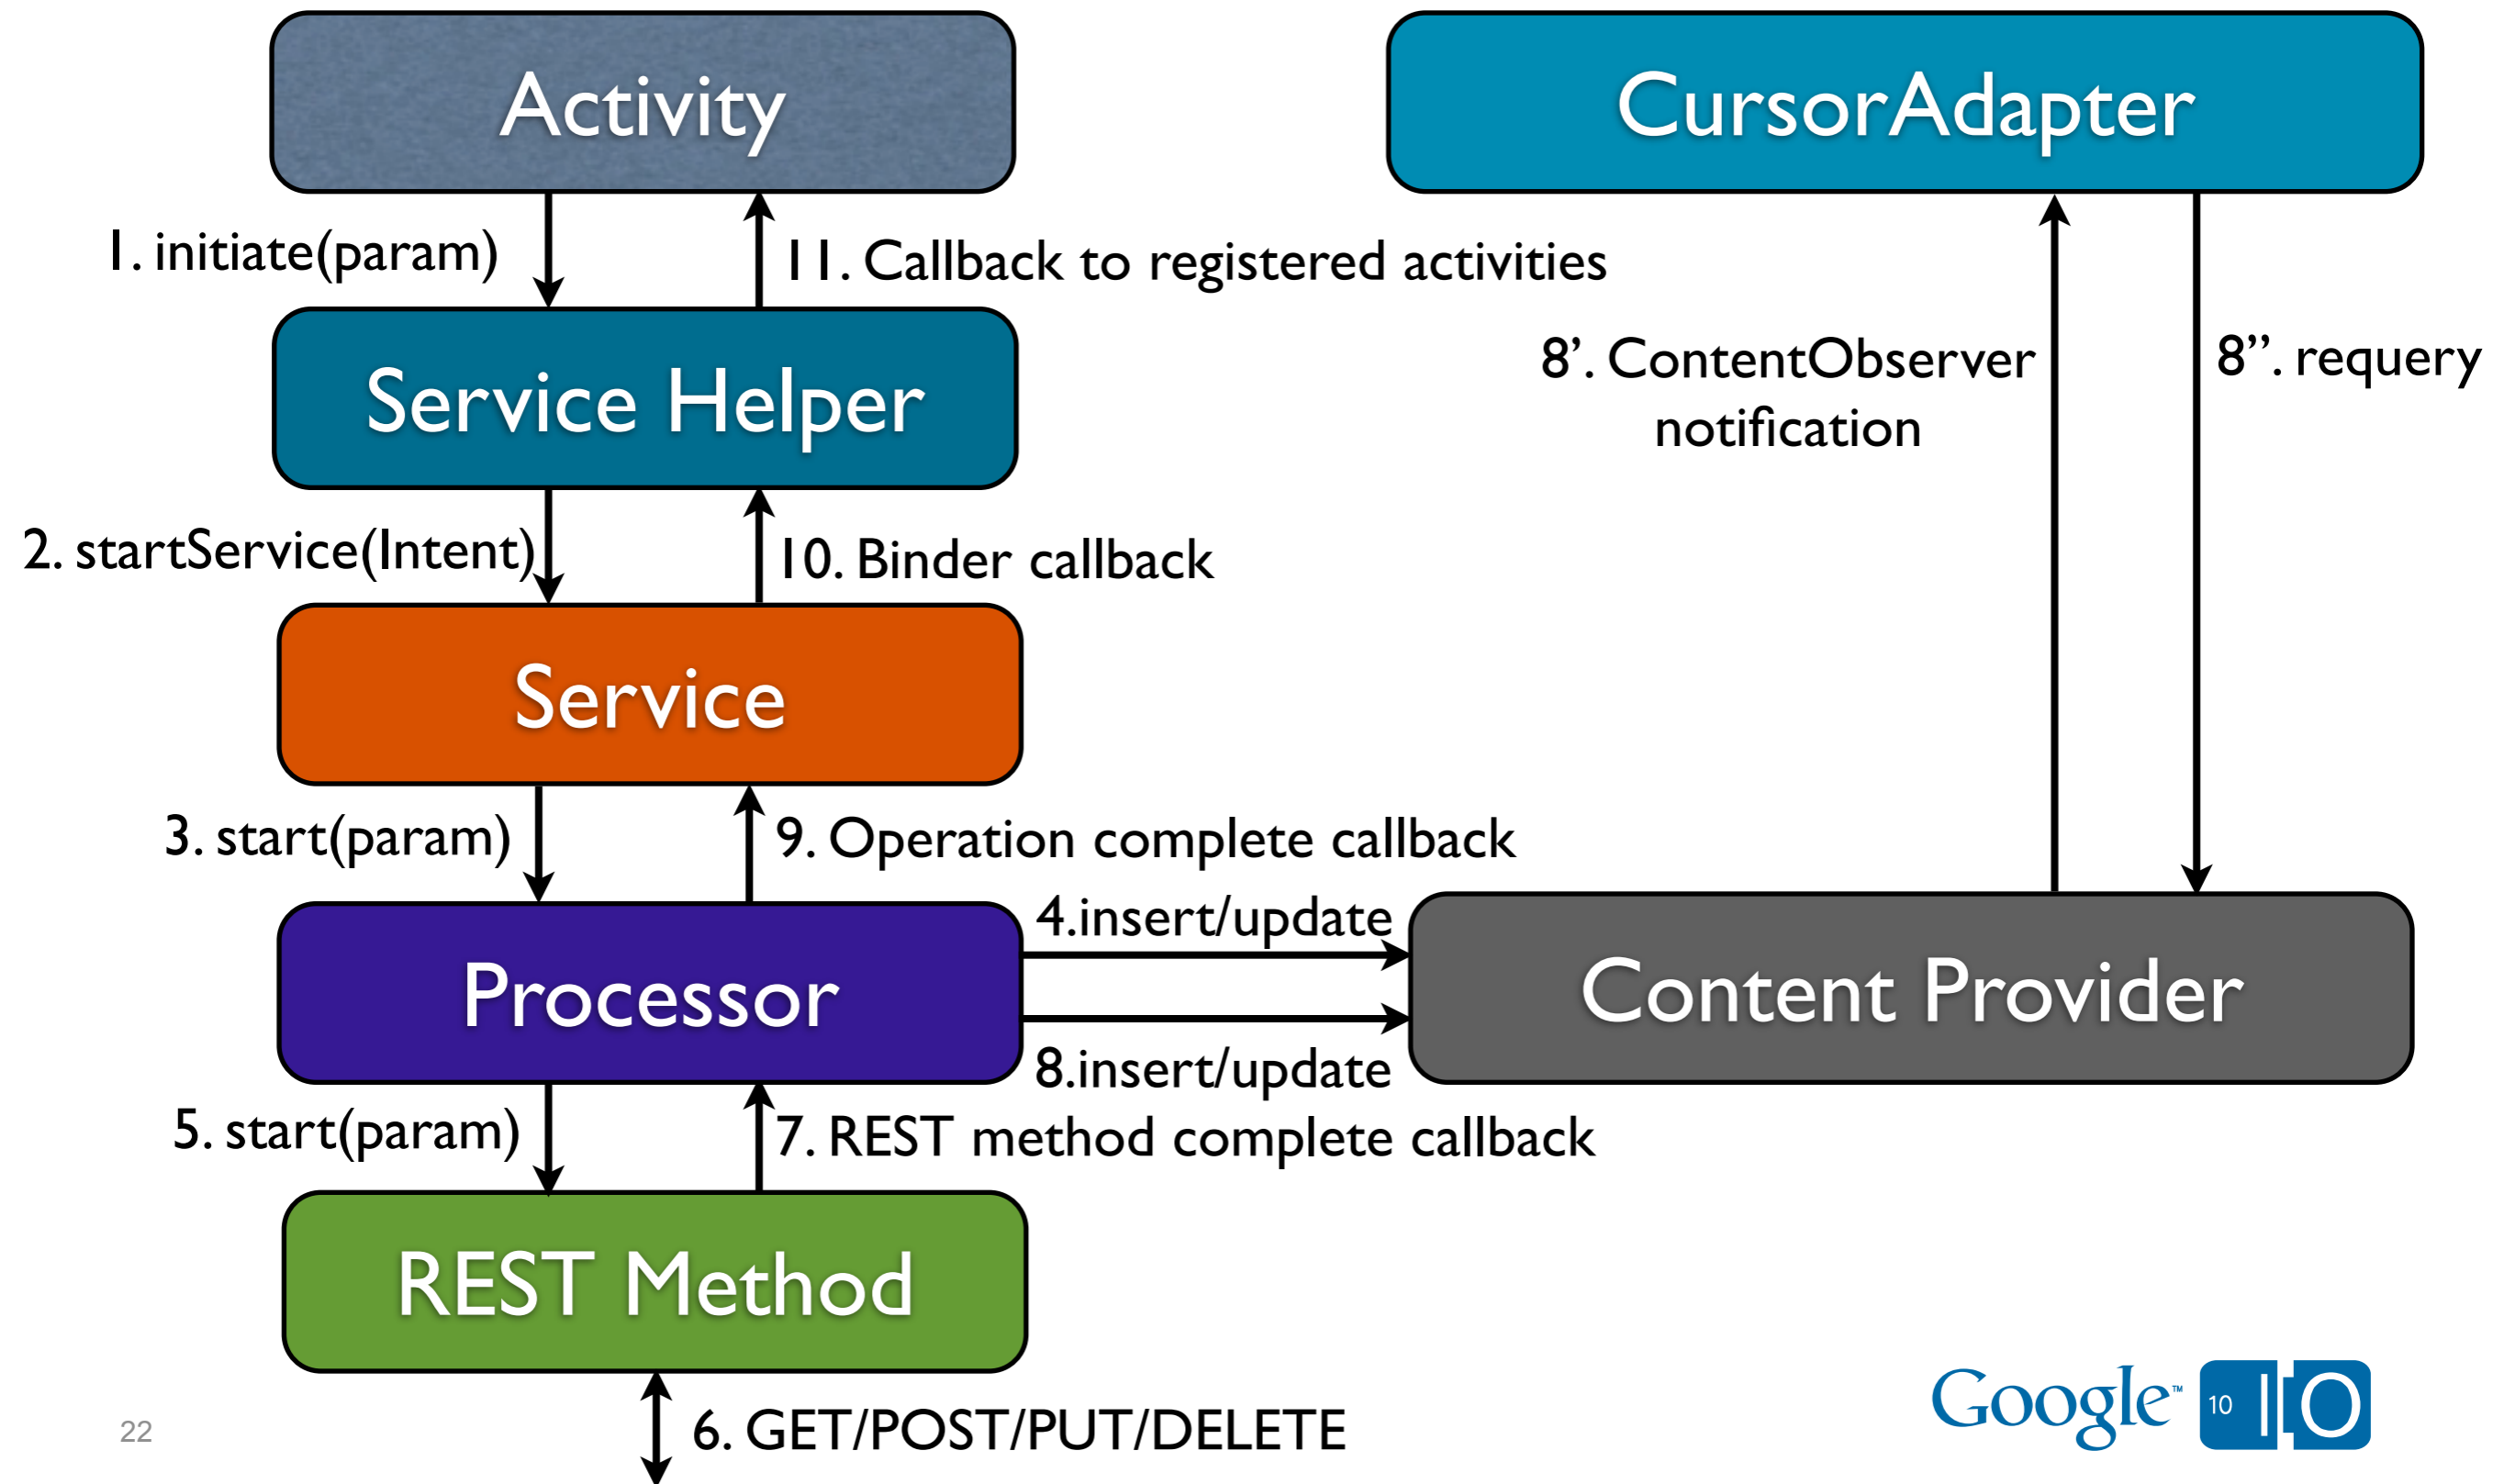 Activity
CursorAdapter
1. initiate(param)
11. Callback to registered activities
Service Helper
8’. ContentObserver
notification
8”. requery
2. startService(Intent)
10. Binder callback
Service
3. start(param)
9. Operation complete callback
4.insert/update
Processor
Content Provider
8.insert/update
5. start(param)
7. REST method complete callback
REST Method
6. GET/POST/PUT/DELETE
22
Google™ 10 IO